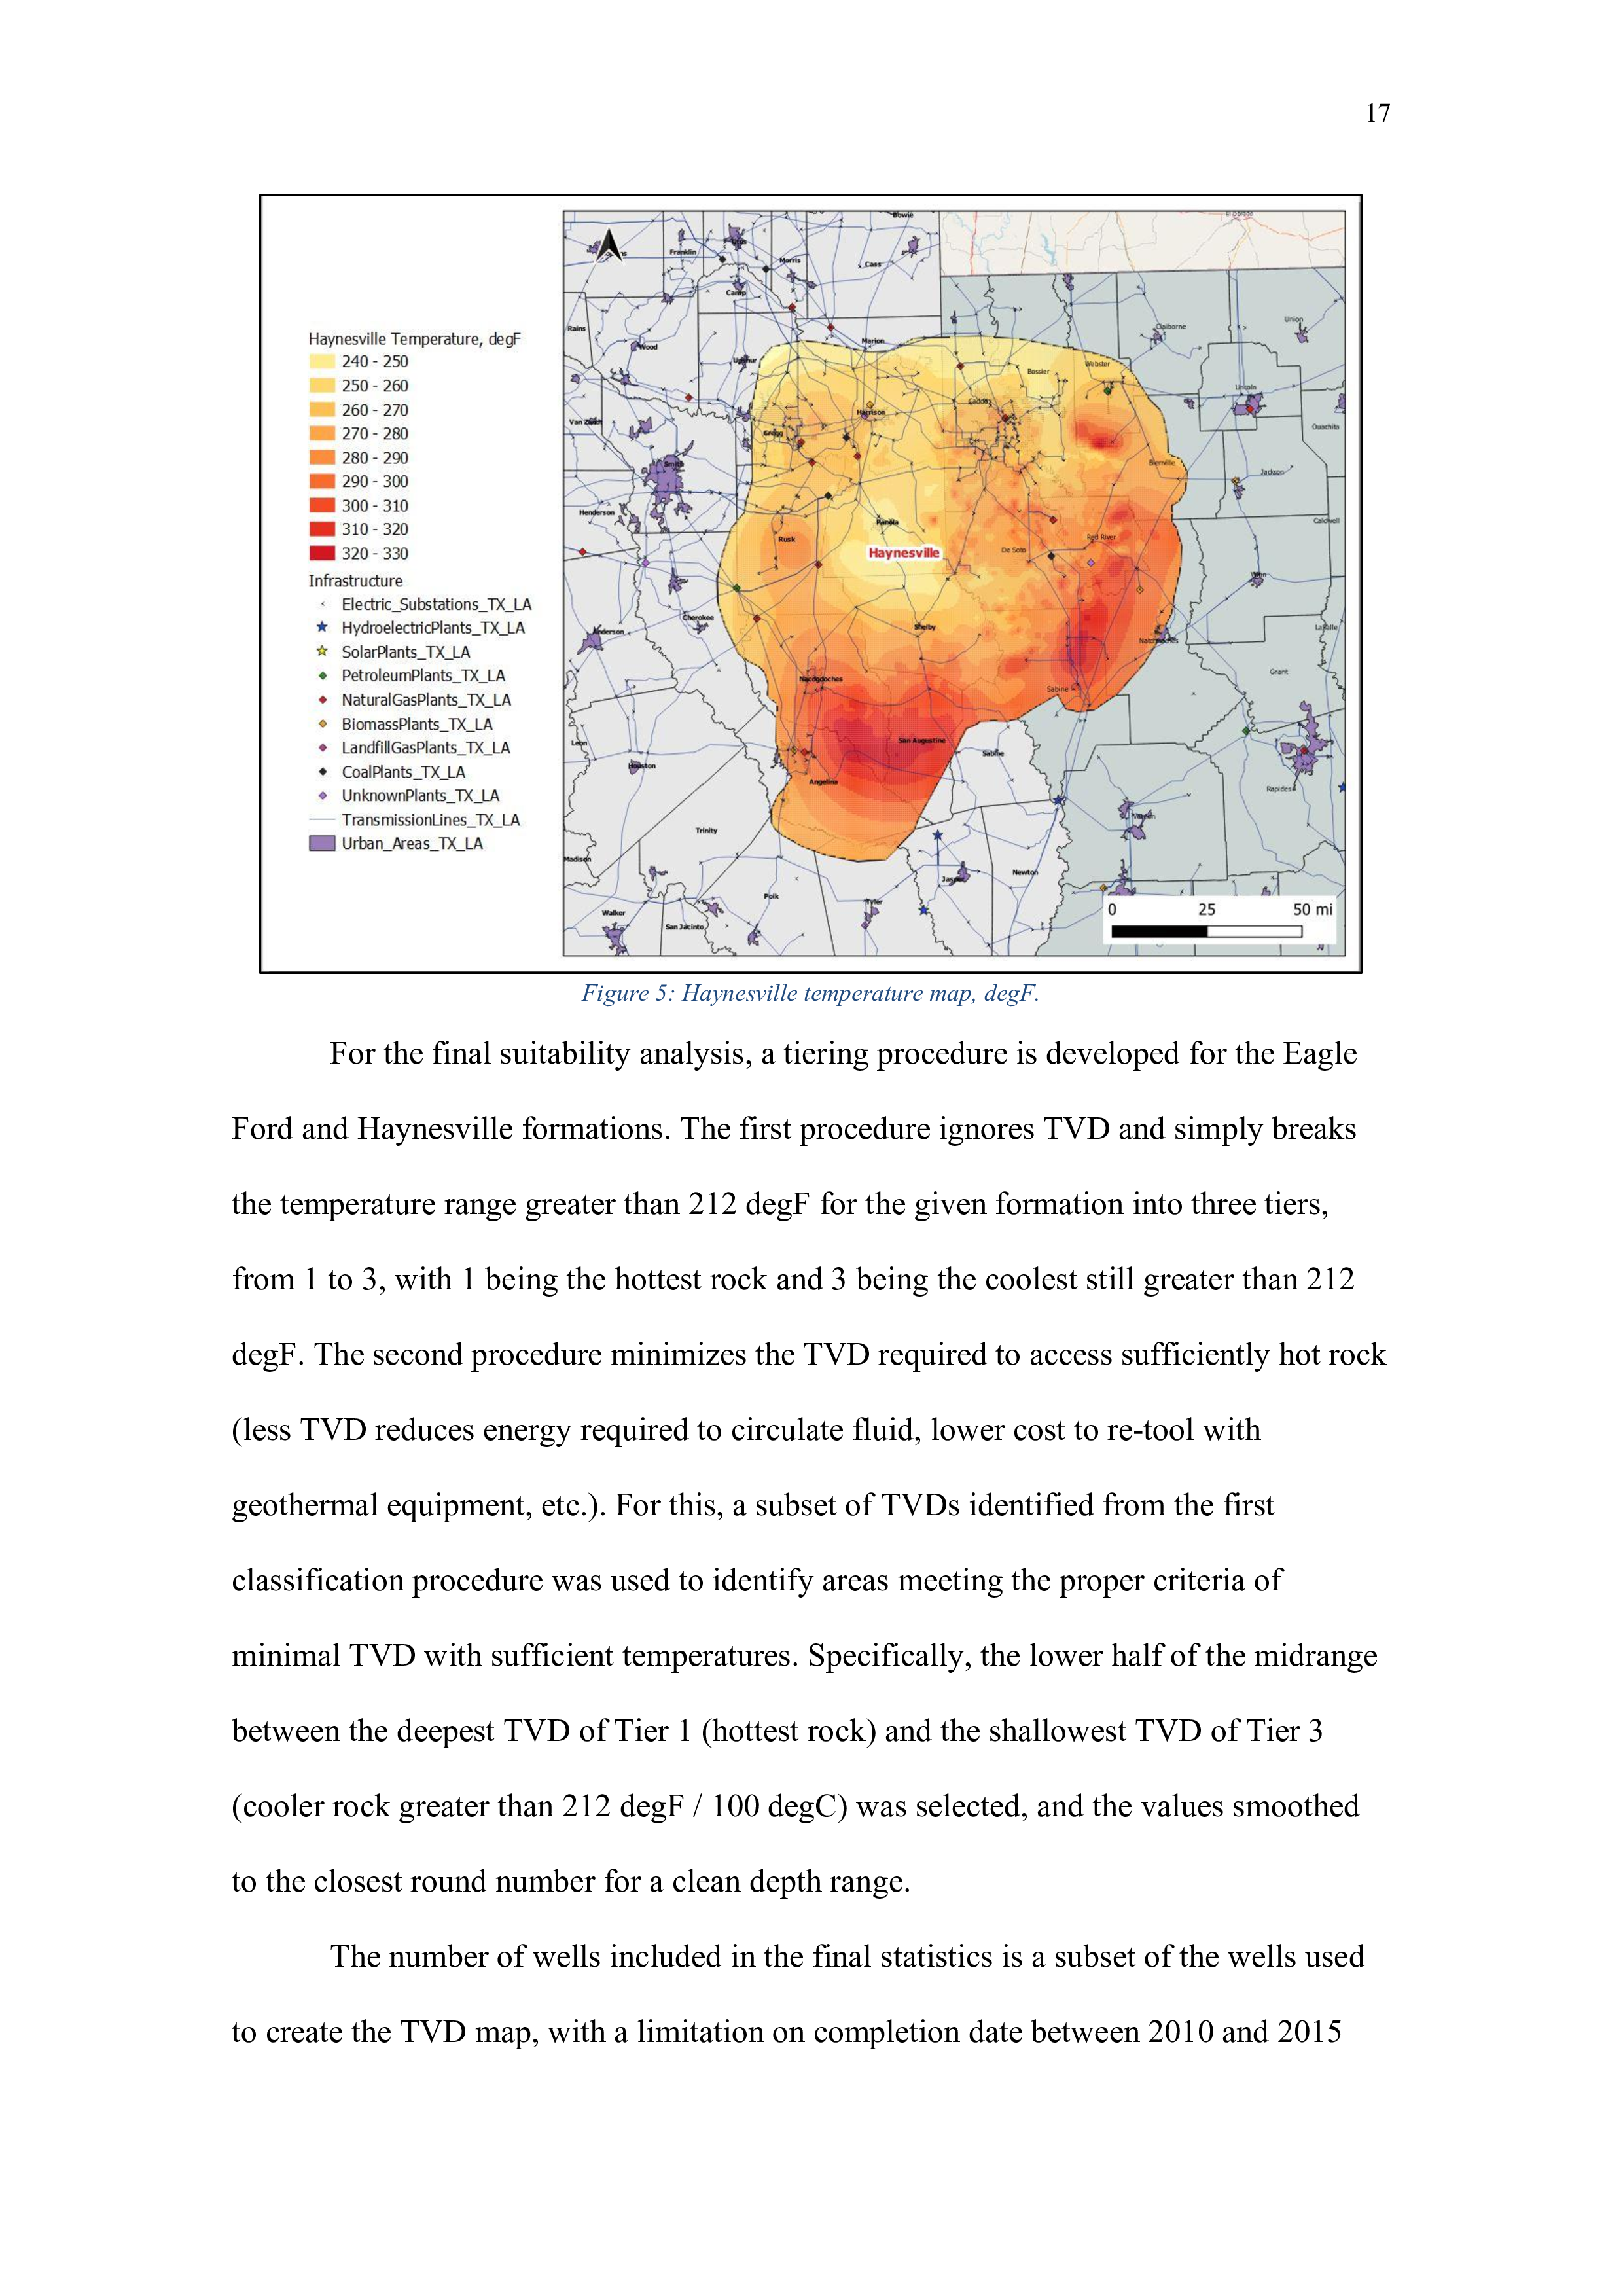 17
Haynesville Temperature, degF
240 - 250
250 - 260
260 - 270
270 - 280
280 - 290
290 - 300
300 - 310
310 - 320
320 - 330
Infrastructure
Electric_Substations_TX_LA
HydroelectricPlants_TX_LA
SolarPlants_TX_LA
PetroleumPlants_TX_LA
NaturalGasPlants_TX_LA
BiomassPlants_TX_LA
LandfillGasPlants_TX_LA
CoalPlants_TX_LA
UnknownPlants_TX_LA
TransmissionLines_TX_LA
Urban_Areas_TX_LA
Bowie
Franklin
Titus
Morris
Cass
Camp
Rains
Wood
Upshur
Marion
Claiborne
Union
Bossier
Webster
Lincoln
Caddo
Harrison
Van Zandt
Gregg
Ouachita
Smith
Bienville
Jackson
Henderson
Panola
Caldwell
Rusk
Haynesville
De Soto
Red River
Winn
Cherokee
Anderson
Shelby
Natchitoches
LaSalle
Nacogdoches
Sabine
Grant
Leon
Houston
San Augustine
Sabine
Angelina
Rapides
Trinity
Vernon
Madison
Jasper
Newton
Polk
Tyler
Walker
San Jacinto
0 25 50 mi
Figure 5: Haynesville temperature map, degF.
For the final suitability analysis, a tiering procedure is developed for the Eagle
Ford and Haynesville formations. The first procedure ignores TVD and simply breaks
the temperature range greater than 212 degF for the given formation into three tiers,
from 1 to 3, with 1 being the hottest rock and 3 being the coolest still greater than 212
degF. The second procedure minimizes the TVD required to access sufficiently hot rock
(less TVD reduces energy required to circulate fluid, lower cost to re-tool with
geothermal equipment, etc.). For this, a subset of TVDs identified from the first
classification procedure was used to identify areas meeting the proper criteria of
minimal TVD with sufficient temperatures. Specifically, the lower half of the midrange
between the deepest TVD of Tier 1 (hottest rock) and the shallowest TVD of Tier 3
(cooler rock greater than 212 degF / 100 degC) was selected, and the values smoothed
to the closest round number for a clean depth range.
The number of wells included in the final statistics is a subset of the wells used
to create the TVD map, with a limitation on completion date between 2010 and 2015